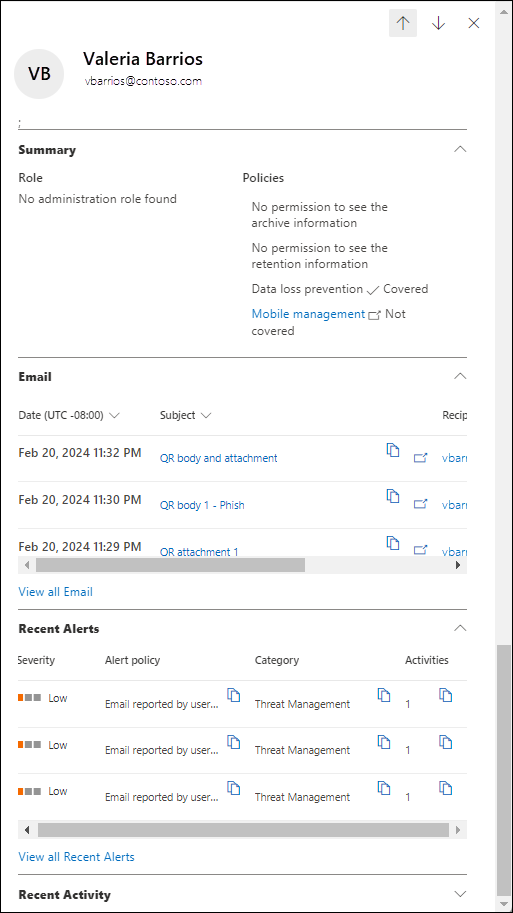 VB
Valeria Barrios
vbarrios@contoso.com
;
Summary
Role
No administration role found
Policies
No permission to see the
archive information
No permission to see the
retention information
Data loss prevention ✓ Covered
Mobile management Not
covered
Email
Date (UTC -08:00) Subject Recip
Feb 20, 2024 11:32 PM QR body and attachment vbarr
Feb 20, 2024 11:30 PM QR body 1 - Phish vbarr
Feb 20, 2024 11:29 PM QR attachment 1 vbarr
View all Email
Recent Alerts
Severity Alert policy Category Activities
Low Email reported by user... Threat Management 1
Low Email reported by user... Threat Management 1
Low Email reported by user... Threat Management 1
View all Recent Alerts
Recent Activity